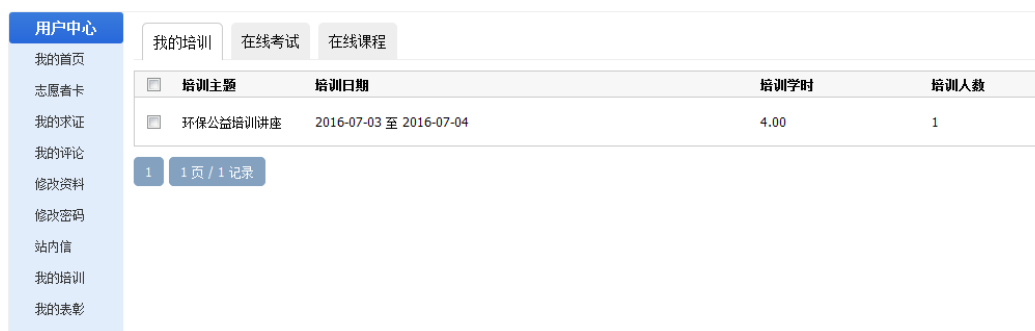 用户中心
我的首页
志愿者卡
我的求证
我的评论
修改资料
修改密码
站内信
我的培训
我的表彰
我的培训 在线考试 在线课程
培训主题 培训日期 培训学时 培训人数
环保公益培训讲座 2016-07-03 至 2016-07-04 4.00 1
1 1 页 / 1 记录